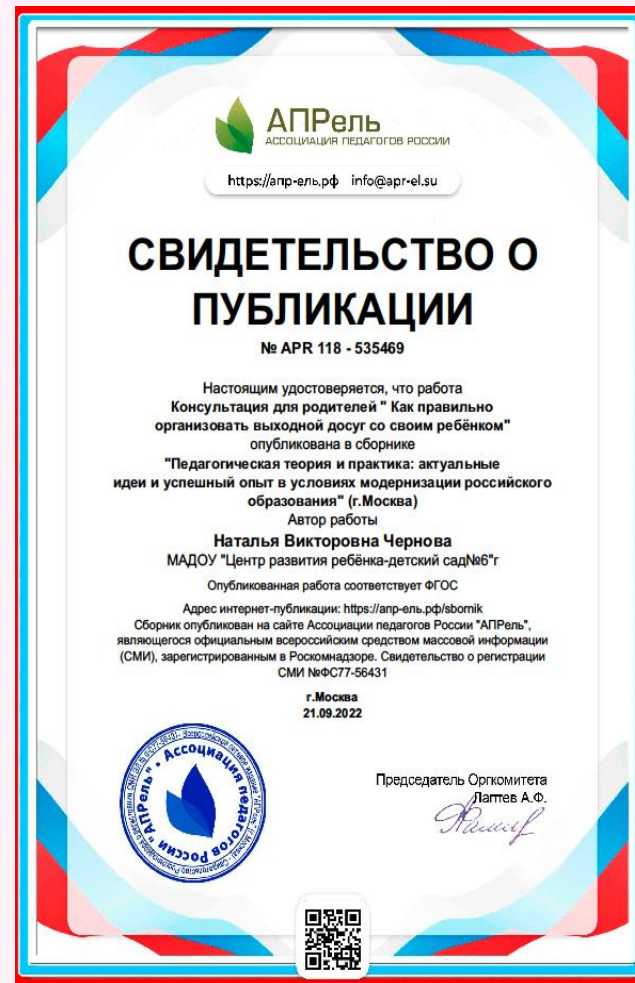 АПРель
АССОЦИАЦИЯ ПЕДАГОГОВ РОССИИ
https://апр-ель.рф info@apr-el.su
СВИДЕТЕЛЬСТВО О
ПУБЛИКАЦИИ
№ APR 118 - 535469
Настоящим удостоверяется, что работа
Консультация для родителей " Как правильно
организовать выходной досуг со своим ребёнком"
опубликована в сборнике
"Педагогическая теория и практика: актуальные
идеи и успешный опыт в условиях модернизации российского
образования" (г.Москва)
Автор работы
Наталья Викторовна Чернова
МАДОУ "Центр развития ребёнка-детский сад№6"г
Опубликованная работа соответствует ФГОС
Адрес интернет-публикации: https://апр-ель.рф/sbornik
Сборник опубликован на сайте Ассоциации педагогов России "АПРель",
являющегося официальным всероссийским средством массовой информации
(СМИ), зарегистрированным в Роскомнадзоре. Свидетельство о регистрации
СМИ №ФС77-56431
г.Москва
21.09.2022
Председатель Оргкомитета
Лаптев А.Ф.
Ассоциация педагогов России "АПРель"